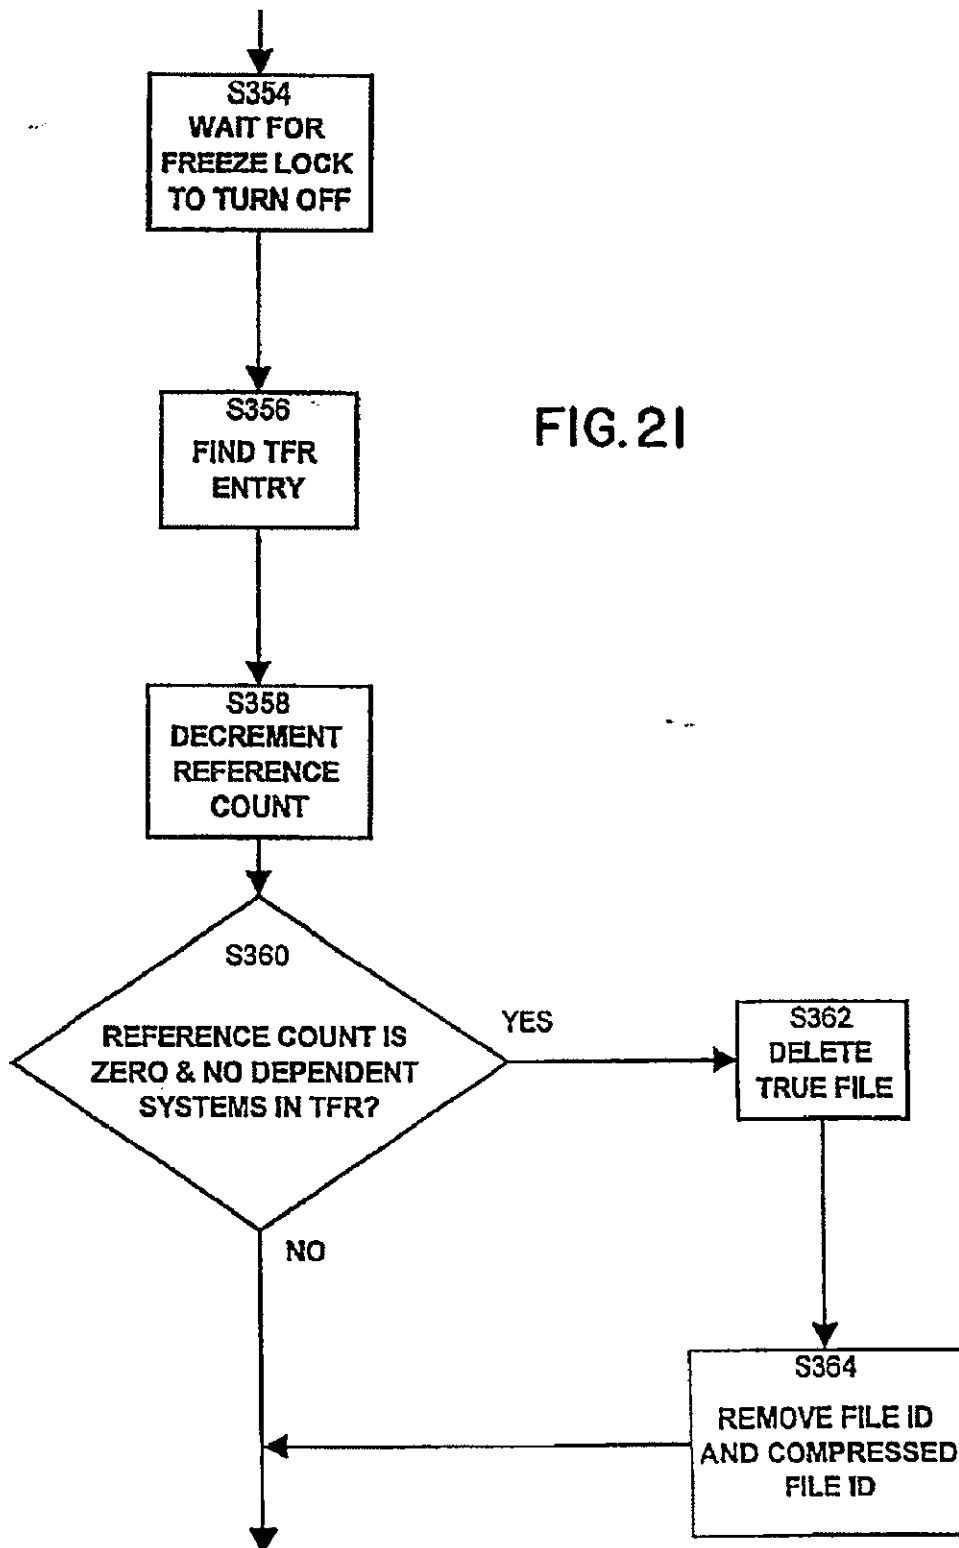 S354
WAIT FOR
FREEZE LOCK
TO TURN OFF
S356
FIND TFR
ENTRY
FIG. 21
S358
DECREMENT
REFERENCE
COUNT
S360
REFERENCE COUNT IS
ZERO & NO DEPENDENT
SYSTEMS IN TFR?
YES
NO
S362
DELETE
TRUE FILE
S364
REMOVE FILE ID
AND COMPRESSED
FILE ID